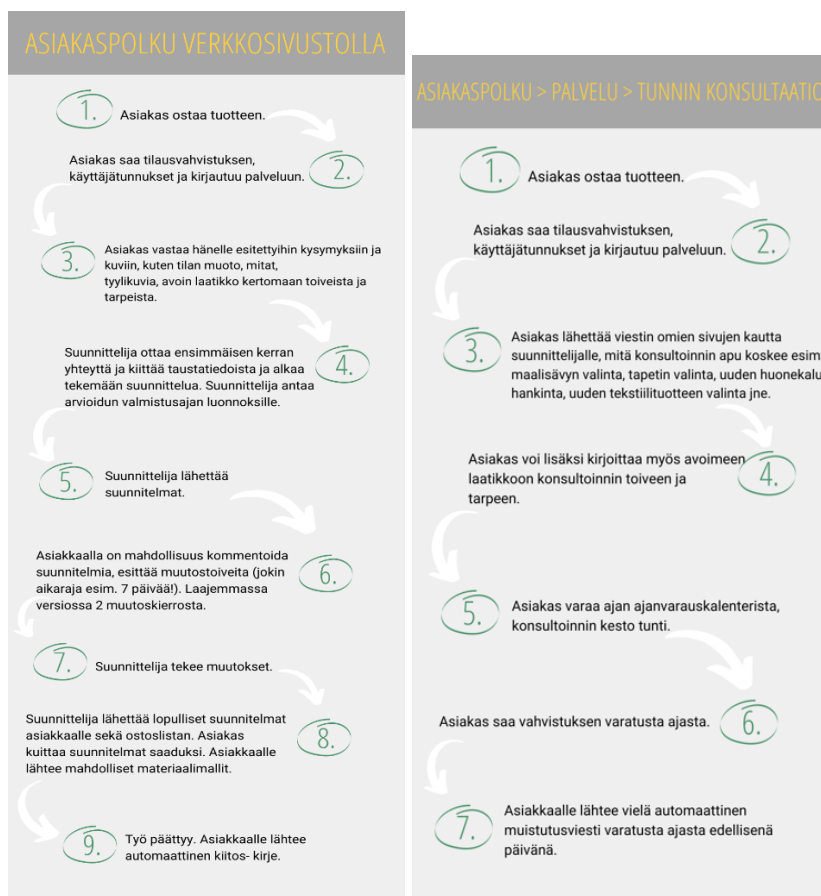 ASIAKASPOLKU VERKKOSIVUSTOLLA
1.
Asiakas ostaa tuotteen.
Asiakas saa tilausvahvistuksen,
käyttäjätunnukset ja kirjautuu palveluun.
2.
3.
Asiakas vastaa hänelle esitettyihin kysymyksiin ja
kuviin, kuten tilan muoto, mitat,
tyylikuvia, avoin laatikko kertomaan toiveista ja
tarpeista.
Suunnittelija ottaa ensimmäisen kerran
yhteyttä ja kiittää taustatiedoista ja alkaa
tekemään suunnittelua. Suunnittelija antaa
arvioidun valmistusajan luonnoksille.
4.
5.
Suunnittelija lähettää
suunnitelmat.
Asiakkaalla on mahdollisuus kommentoida
suunnitelmia, esittää muutostoiveita (jokin
aikaraja esim. 7 päivää!). Laajemmassa
versiossa 2 muutoskierrosta.
6.
7.
Suunnittelija tekee muutokset.
Suunnittelija lähettää lopulliset suunnitelmat
asiakkaalle sekä ostoslistan. Asiakas
kuittaa suunnitelmat saaduksi. Asiakkaalle
lähtee mahdolliset materiaalimallit.
8.
9.
Työ päättyy. Asiakkaalle lähtee
automaattinen kiitos- kirje.
ASIAKASPOLKU > PALVELU > TUNNIN KONSULTAATIO
1.
Asiakas ostaa tuotteen.
Asiakas saa tilausvahvistuksen,
käyttäjätunnukset ja kirjautuu palveluun.
2.
3.
Asiakas lähettää viestin omien sivujen kautta
suunnittelijalle, mitä konsultoinnin apu koskee esim
maalisävyn valinta, tapetin valinta, uuden huonekalu
hankinta, uuden tekstiilituotteen valinta jne.
Asiakas voi lisäksi kirjoittaa myös avoimeen
laatikkoon konsultoinnin toiveen ja
tarpeen.
4.
5.
Asiakas varaa ajan ajanvarauskalenterista,
konsultoinnin kesto tunti.
Asiakas saa vahvistuksen varatusta ajasta.
6.
7.
Asiakkaalle lähtee vielä automaattinen
muistutusviesti varatusta ajasta edellisenä
päivänä.